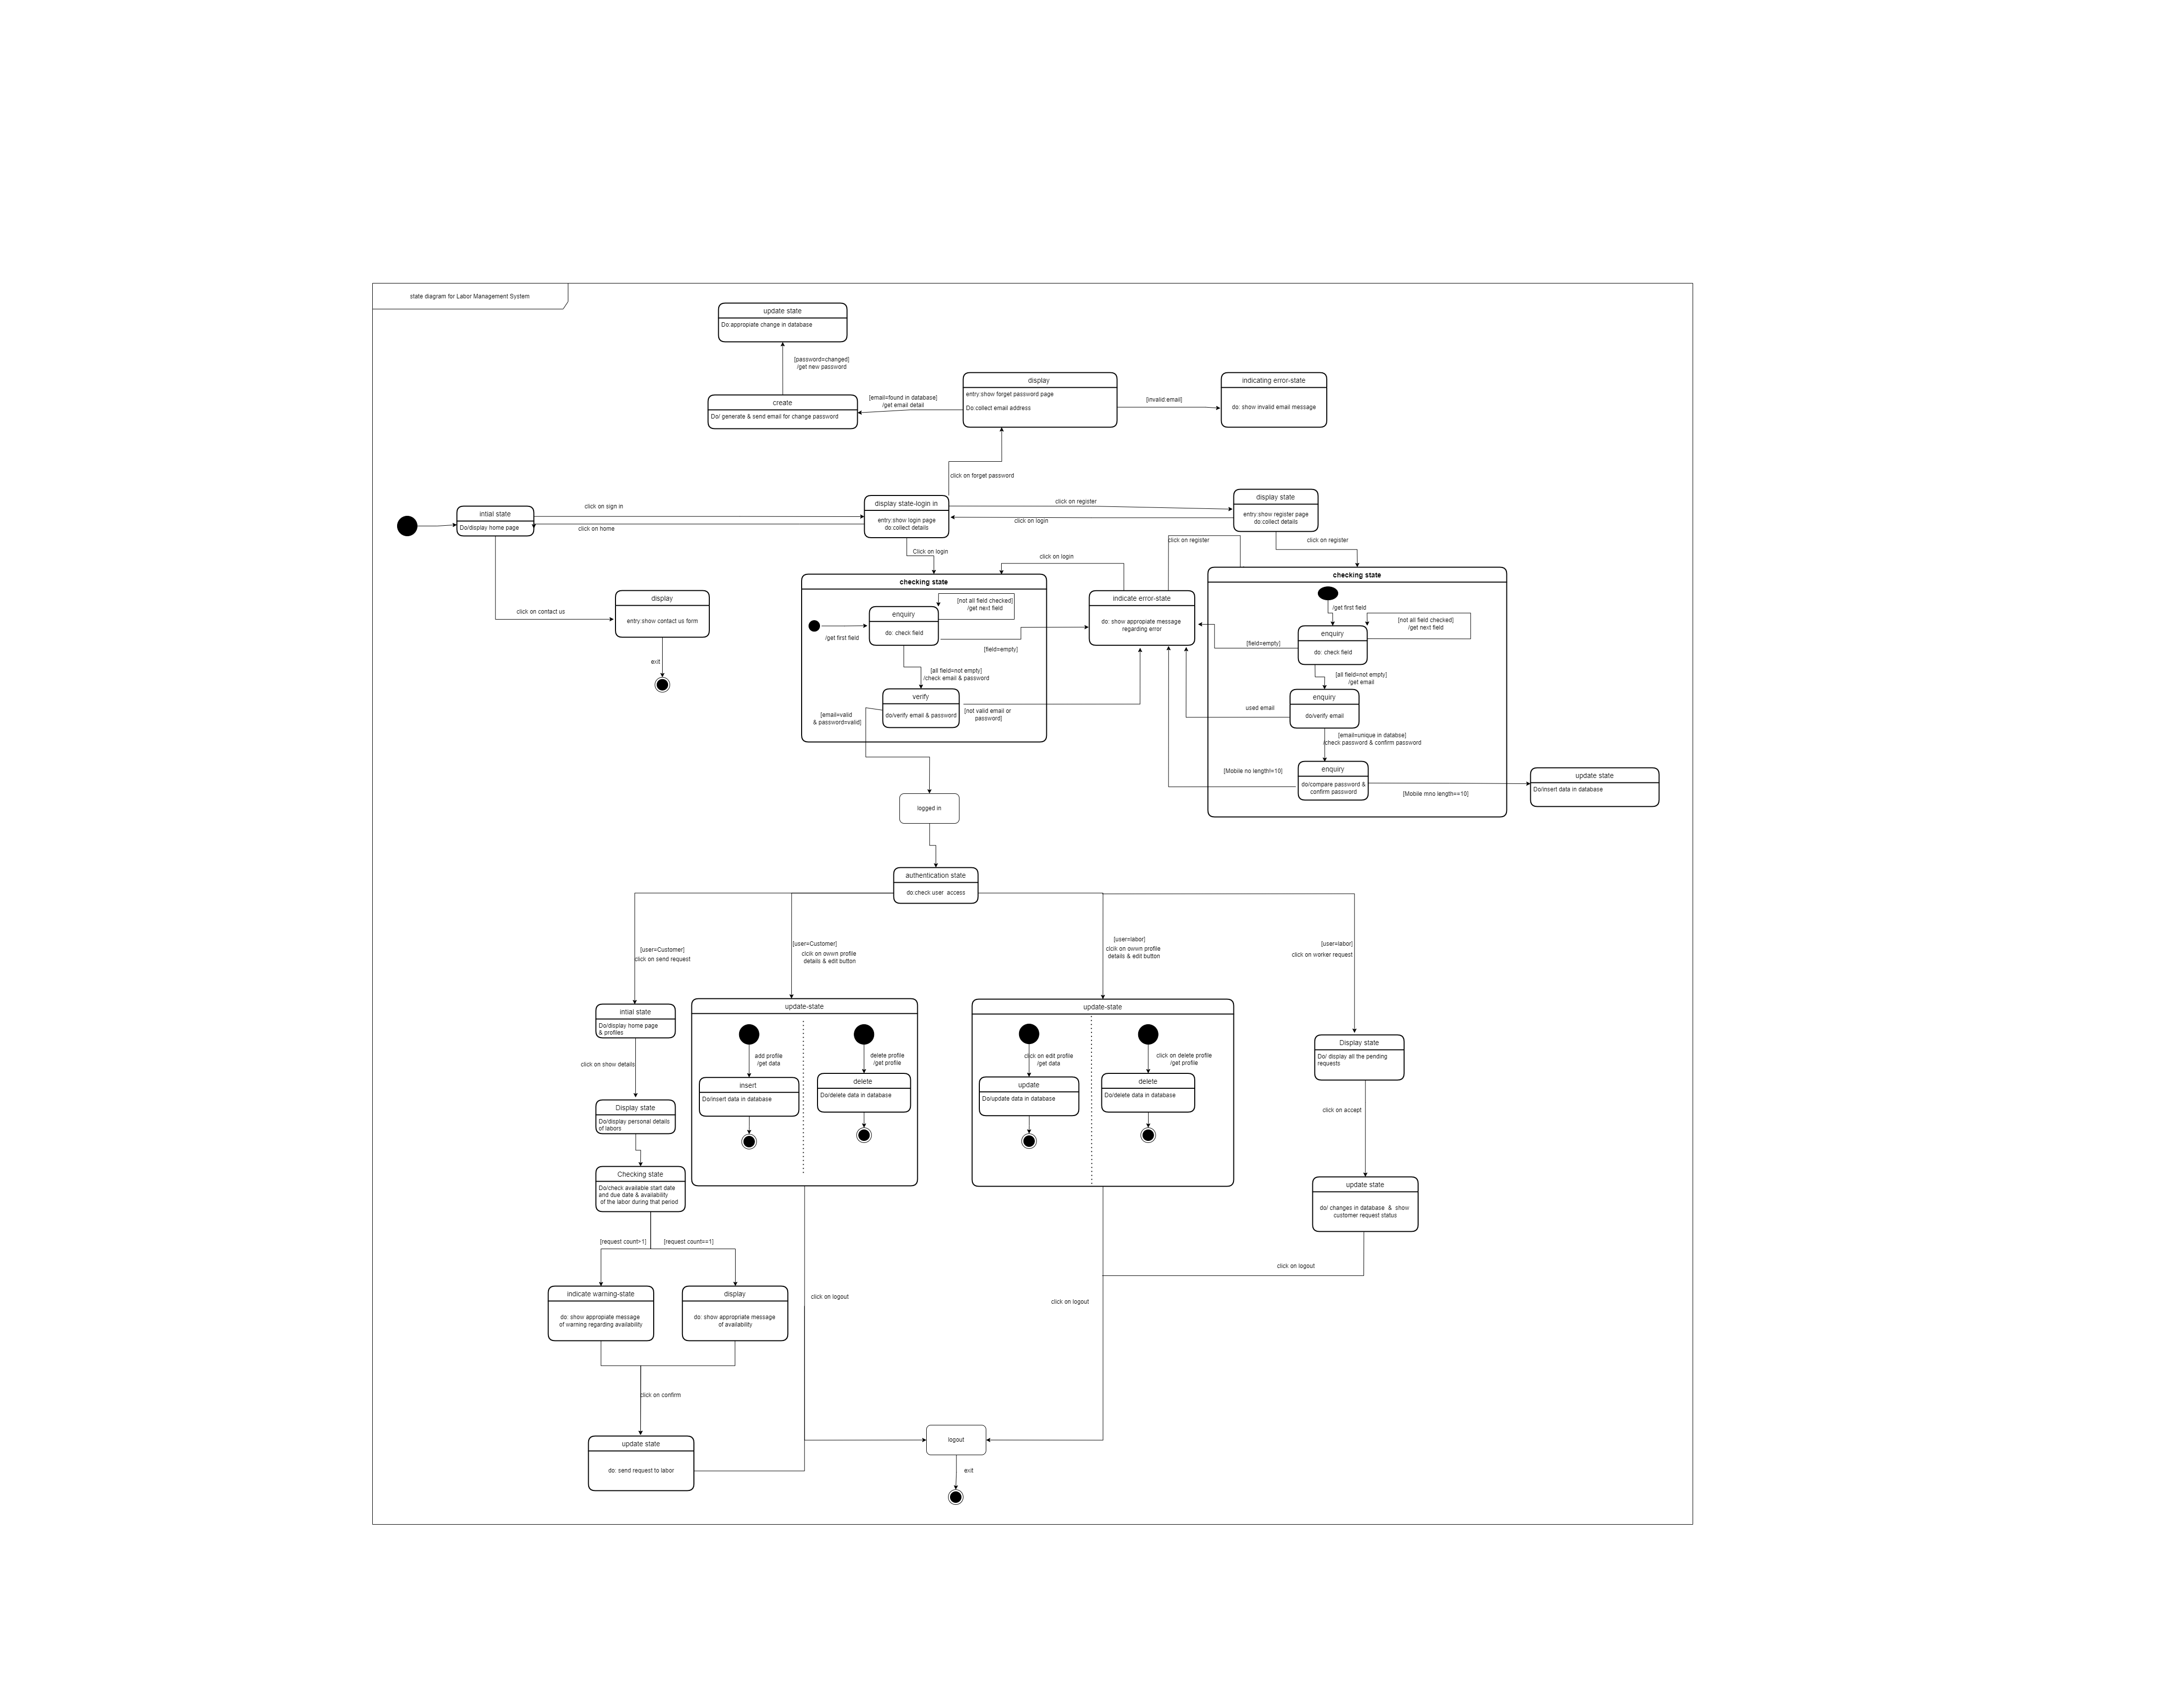 state diagram for Labor Management System
update state
Do:appropiate change in database
[password=changed]
/get new password
display
entry:show forget password page
Do:collect email address
indicating error-state
do: show invalid email message
create
Do/ generate & send email for change password
[email=found in database]
/get email detail
[invalid email]
click on forget password
intial state
Do/display home page
click on sign in
click on home
display state-login in
entry:show login page
do:collect details
click on register
click on login
display state
entry:show register page
do:collect details
Click on login
click on login
click on register
click on register
click on contact us
display
entry:show contact us form
exit
checking state
enquiry
do: check field
/get first field
[not all field checked]
/get next field
[field=empty]
[all field=not empty]
/check email & password
verify
do/verify email & password
[email=valid
& password=valid]
[not valid email or
password]
indicate error-state
do: show appropiate message
regarding error
checking state
/get first field
enquiry
do: check field
[not all field checked]
/get next field
[field=empty]
[all field=not empty]
/get email
enquiry
do/verify email
used email
[email=unique in databse]
/check password & confirm password
enquiry
do/compare password &
confirm password
[Mobile no length!=10]
[Mobile mno length==10]
update state
Do/insert data in database
logged in
authentication state
do:check user  access
[user=Customer]
click on send request
[user=Customer]
clcik on owwn profile
details & edit button
[user=labor]
clcik on owwn profile
details & edit button
[user=labor]
click on worker request
intial state
Do/display home page
& profiles
click on show details
Display state
Do/display personal details
of labors
Checking state
Do/check available start date
and due date & availability
of the labor during that period
[request count>1]
[request count==1]
indicate warning-state
do: show appropiate message
of warning regarding availability
display
do: show appropriate message
of availability
click on confirm
update state
do: send request to labor
update-state
add profile
/get data
insert
Do/insert data in database
delete profile
/get profile
delete
Do/delete data in database
click on logout
update-state
click on edit profile
/get data
update
Do/update data in database
click on delete profile
/get profile
delete
Do/delete data in database
click on logout
Display state
Do/ display all the pending
requests
click on accept
update state
do/ changes in database  &  show
customer request status
click on logout
logout
exit